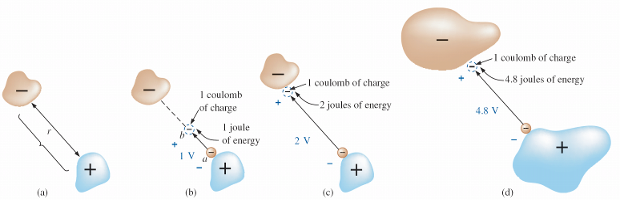 r
(a)
1 coulomb
of charge
b
+
1 joule
of energy
1 V
a
−
+
(b)
−
1 coulomb of charge
+
2 joules of energy
2 V
−
+
(c)
−
1 coulomb of charge
+
4.8 joules of energy
4.8 V
−
+
(d)